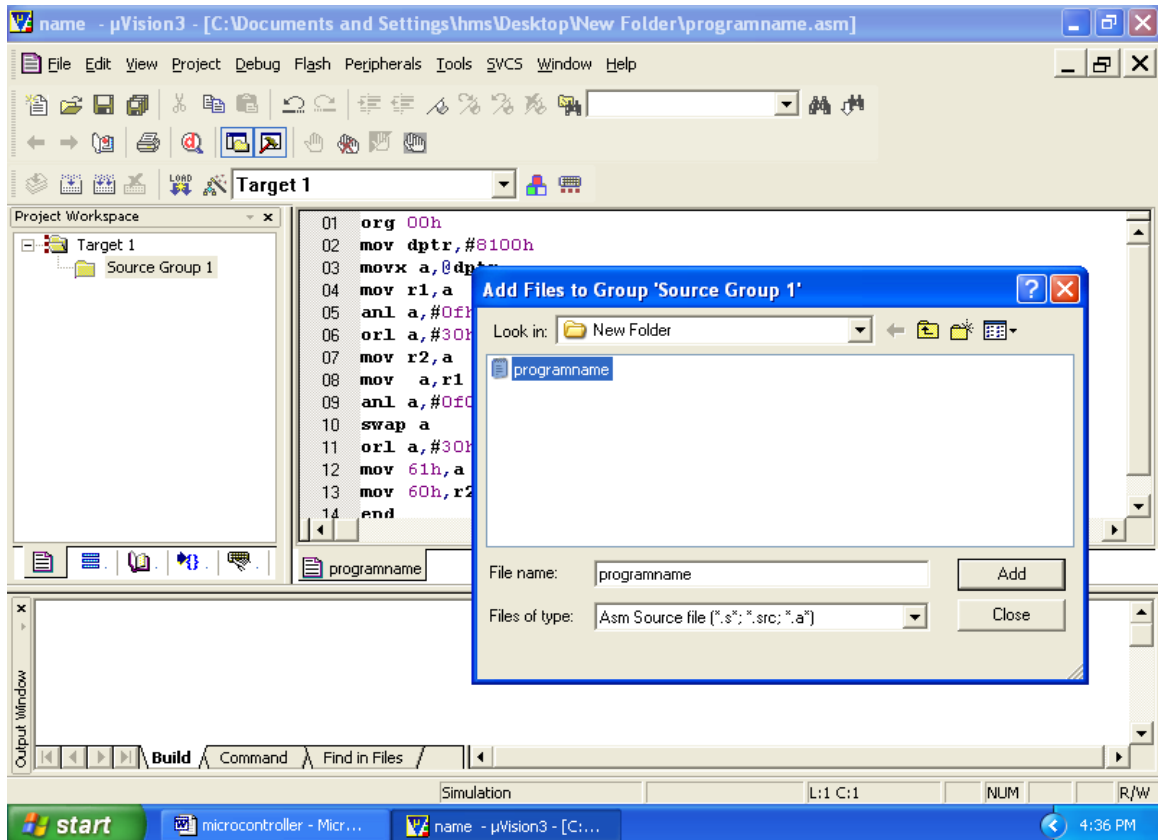 name - µVision3 - [C:\Documents and Settings\hms\Desktop\New Folder\programname.asm]
File Edit View Project Debug Flash Peripherals Tools SVCS Window Help
LOAD Target 1
Project Workspace
Target 1
Source Group 1
01 org 00h
02 mov dptr,#8100h
03 movx a,@dptr
04 mov r1,a
05 anl a,#0fh
06 orl a,#30h
07 mov r2,a
08 mov a,r1
09 anl a,#0f0
10 swap a
11 orl a,#30h
12 mov 61h,a
13 mov 60h,r2
14 end
programname
Add Files to Group 'Source Group 1'
Look in: New Folder
programname
File name: programname Add
Files of type: Asm Source file (*.s*; *.src; *.a*) Close
Output Window
Build Command Find in Files
Simulation L:1 C:1 NUM R/W
start microcontroller - Micr... name - µVision3 - [C:... 4:36 PM